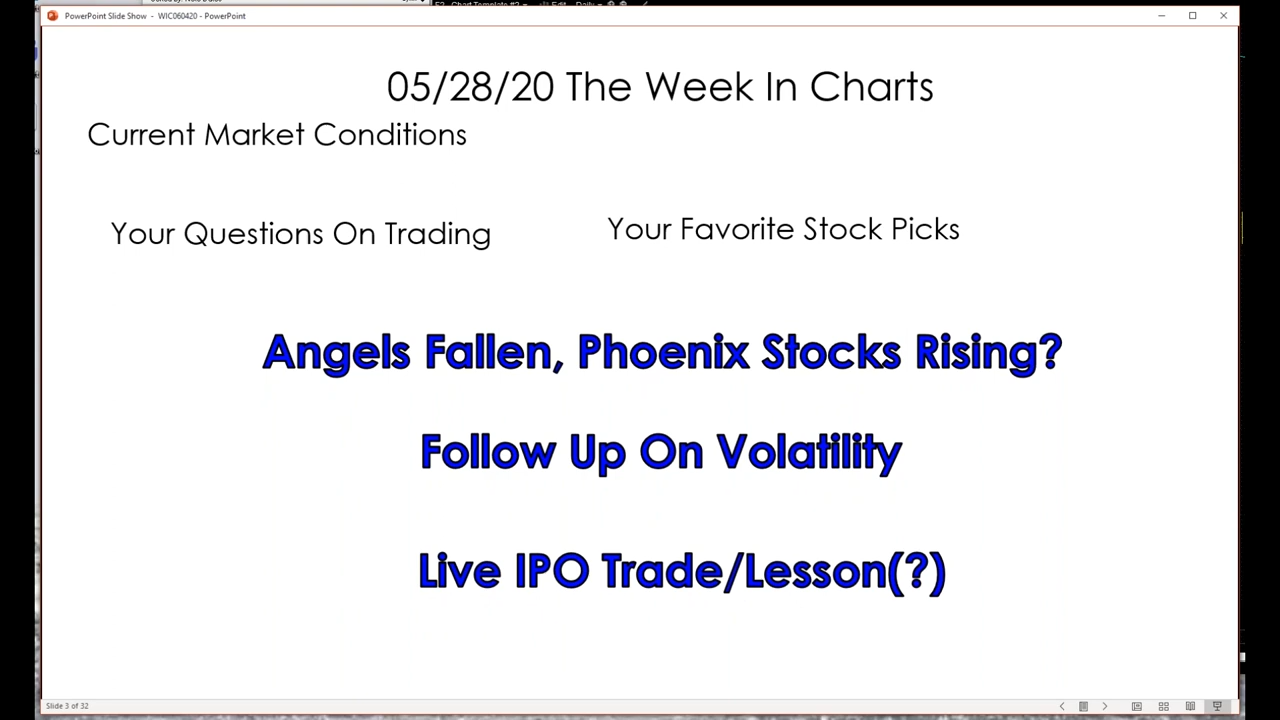 PowerPoint Slide Show - WIC060420 - PowerPoint
05/28/20 The Week In Charts
Current Market Conditions
Your Questions On Trading
Your Favorite Stock Picks
Angels Fallen, Phoenix Stocks Rising?
Follow Up On Volatility
Live IPO Trade/Lesson(?)
Slide 3 of 32